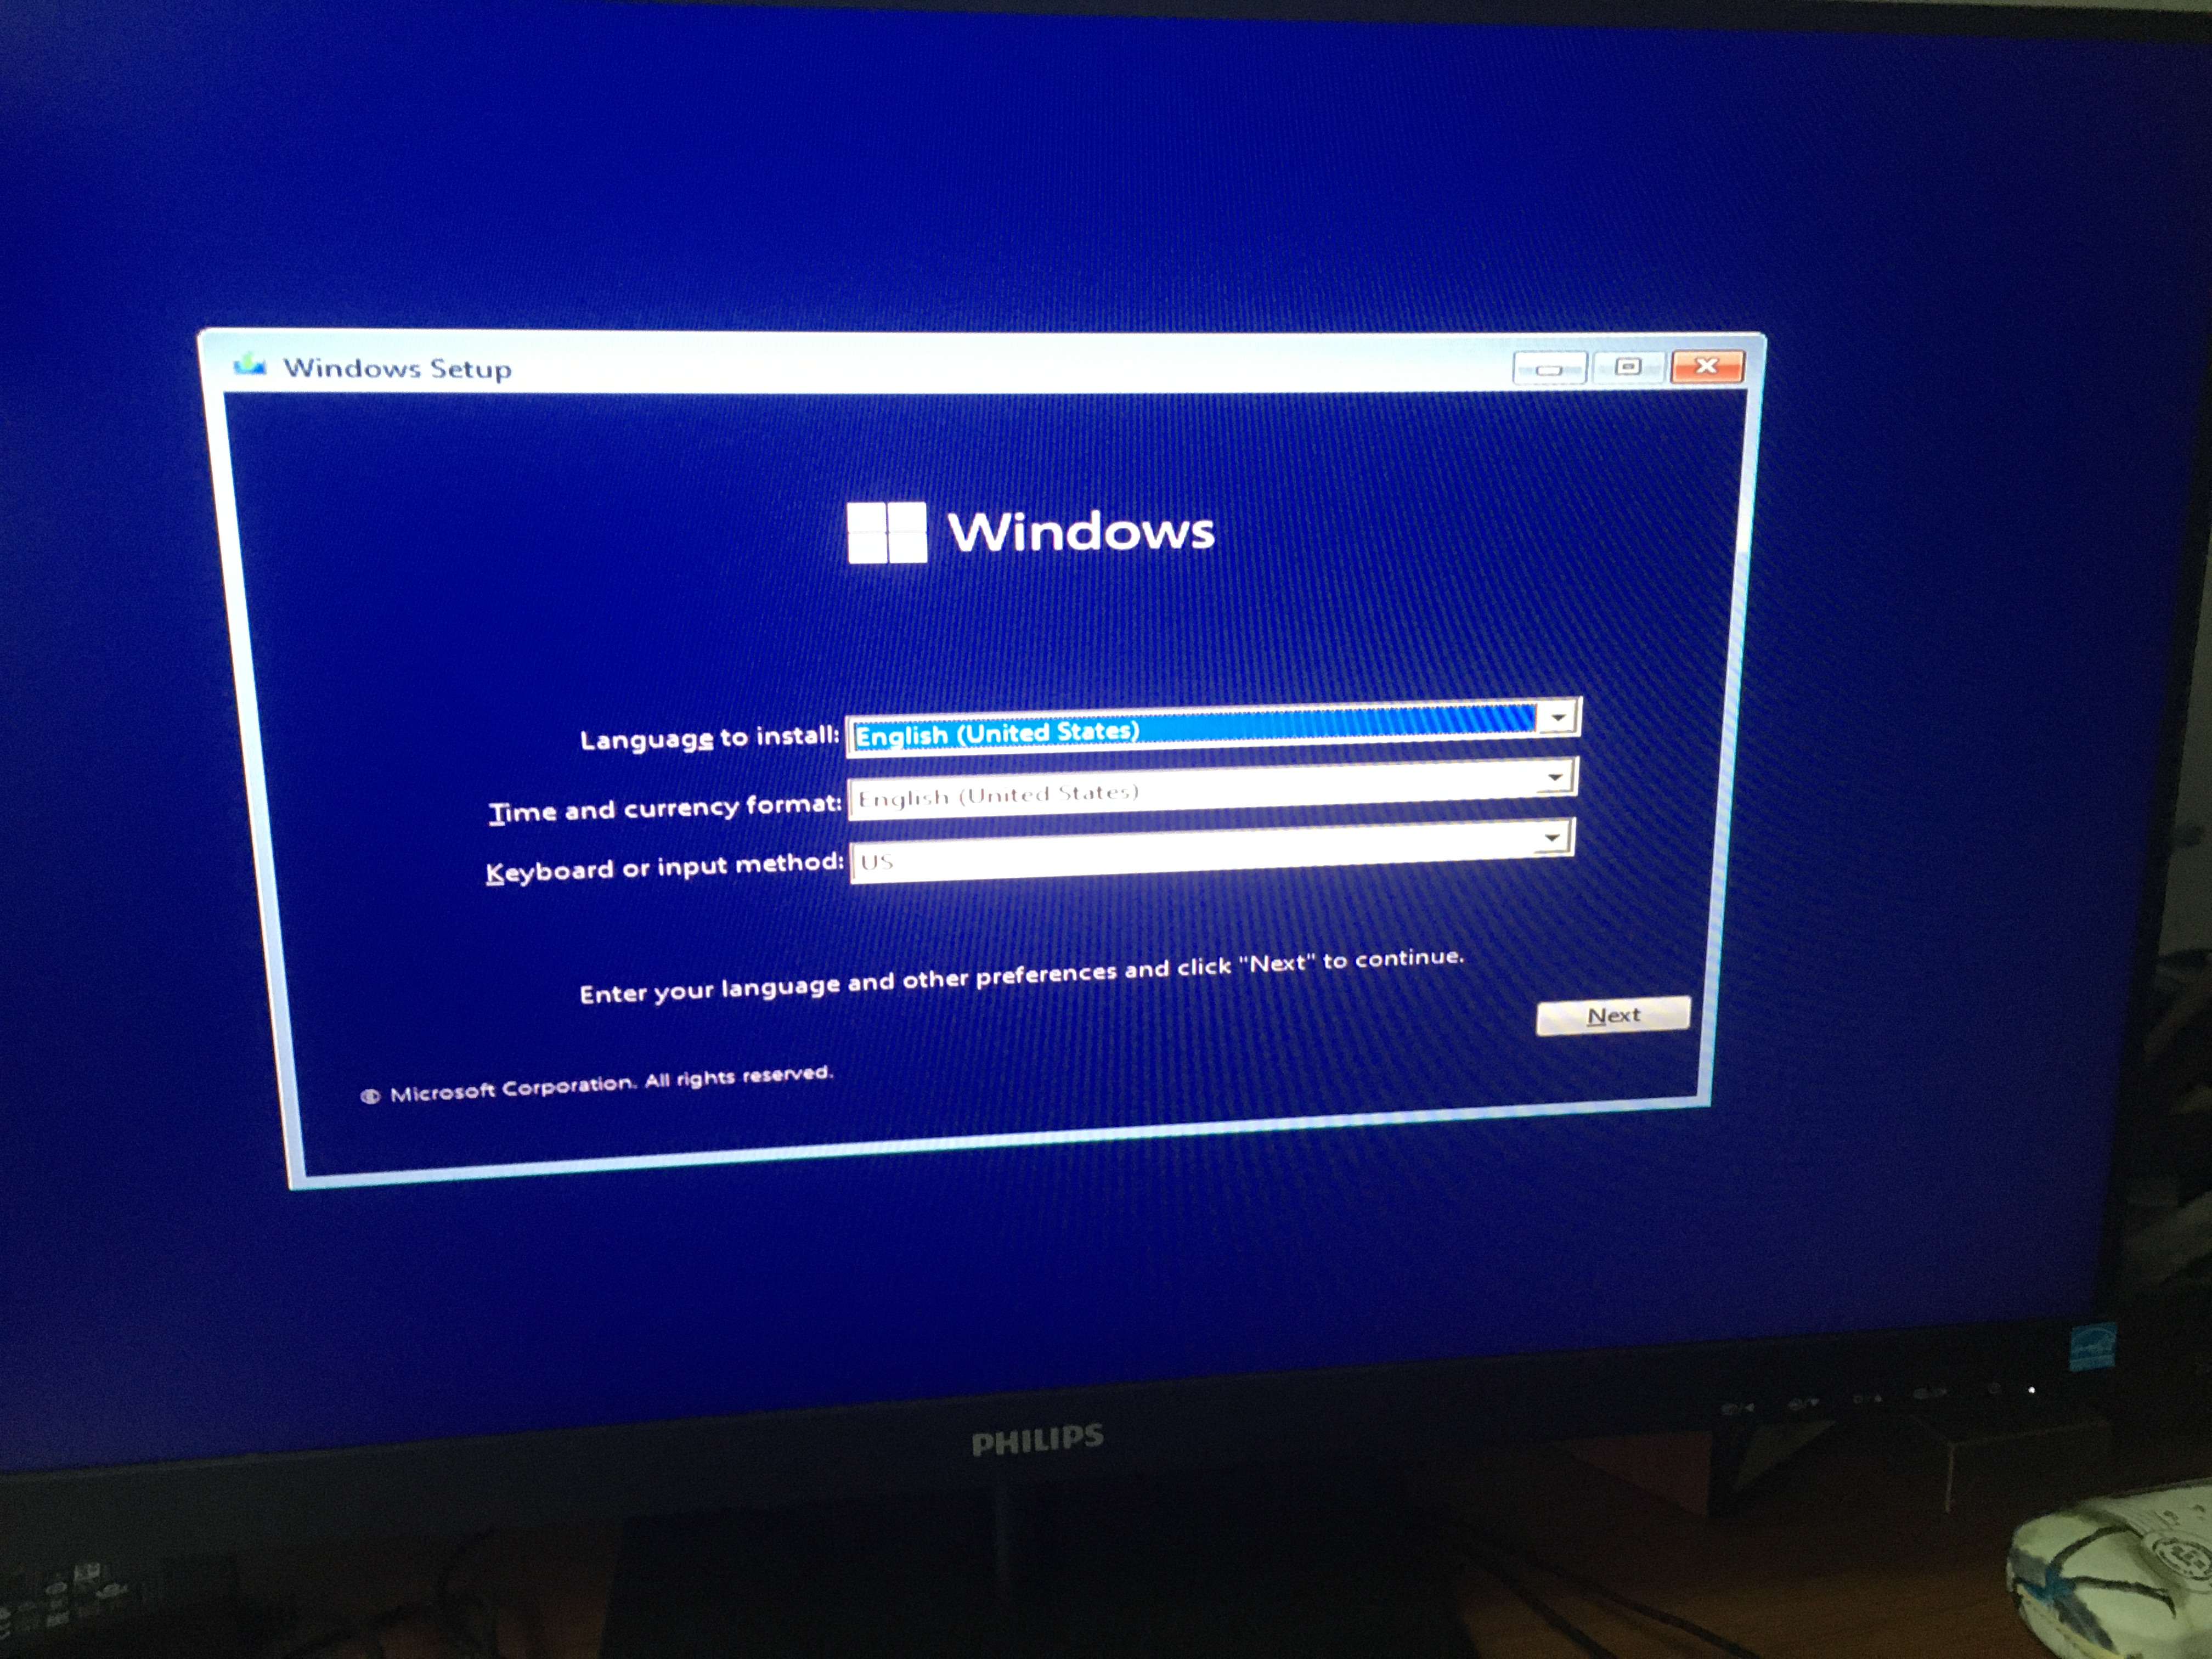 Windows Setup
Windows
Language to install: English (United States)
Time and currency format: English (United States)
Keyboard or input method: US
Enter your language and other preferences and click "Next" to continue.
Next
© Microsoft Corporation. All rights reserved.
PHILIPS